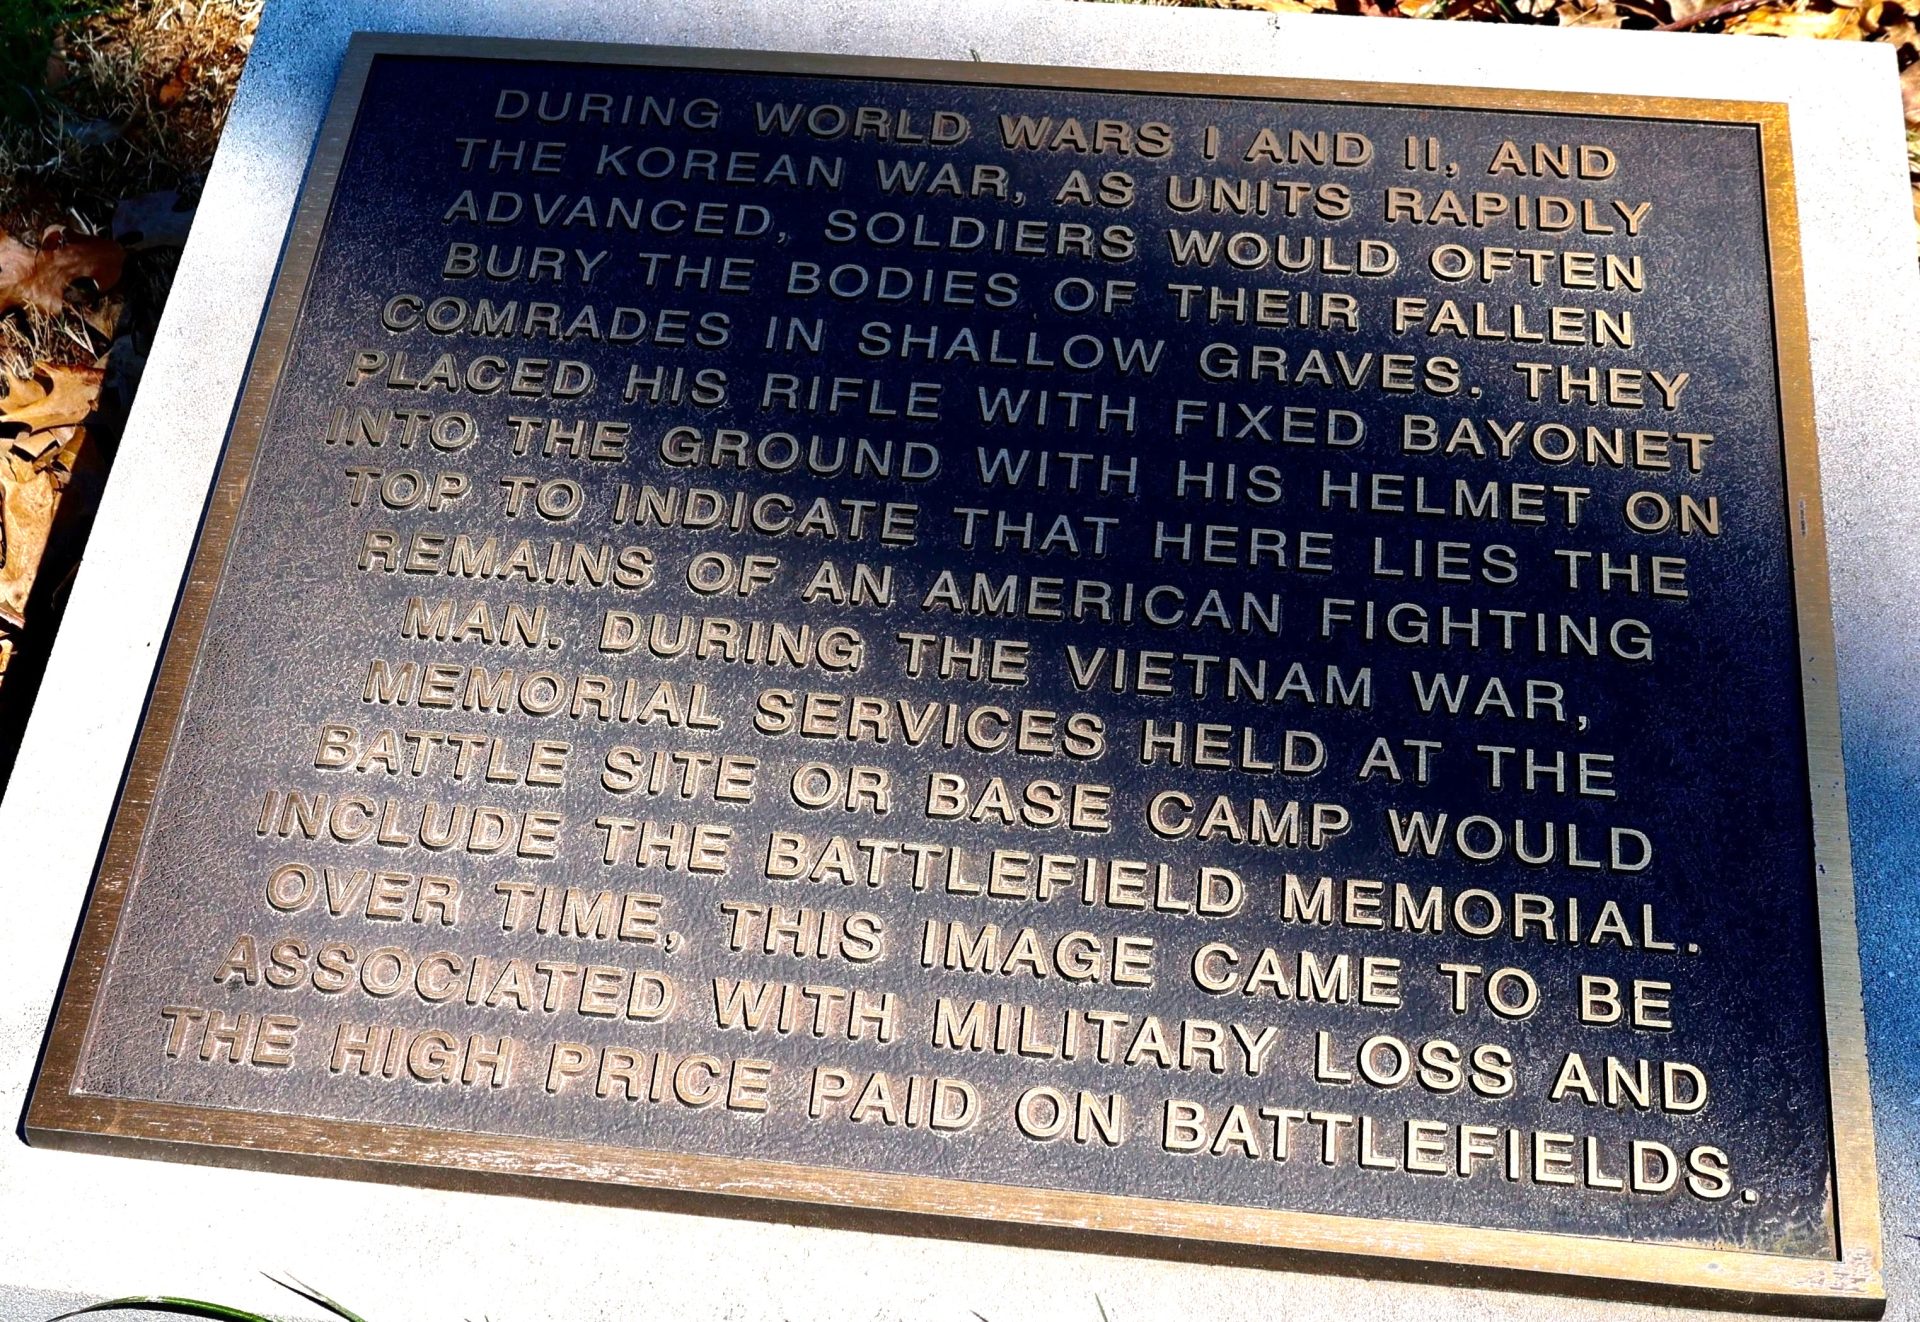 DURING WORLD WARS I AND II, AND
THE KOREAN WAR, AS UNITS RAPIDLY
ADVANCED, SOLDIERS WOULD OFTEN
BURY THE BODIES OF THEIR FALLEN
COMRADES IN SHALLOW GRAVES. THEY
PLACED HIS RIFLE WITH FIXED BAYONET
INTO THE GROUND WITH HIS HELMET ON
TOP TO INDICATE THAT HERE LIES THE
REMAINS OF AN AMERICAN FIGHTING
MAN. DURING THE VIETNAM WAR,
MEMORIAL SERVICES HELD AT THE
BATTLE SITE OR BASE CAMP WOULD
INCLUDE THE BATTLEFIELD MEMORIAL.
OVER TIME, THIS IMAGE CAME TO BE
ASSOCIATED WITH MILITARY LOSS AND
THE HIGH PRICE PAID ON BATTLEFIELDS.